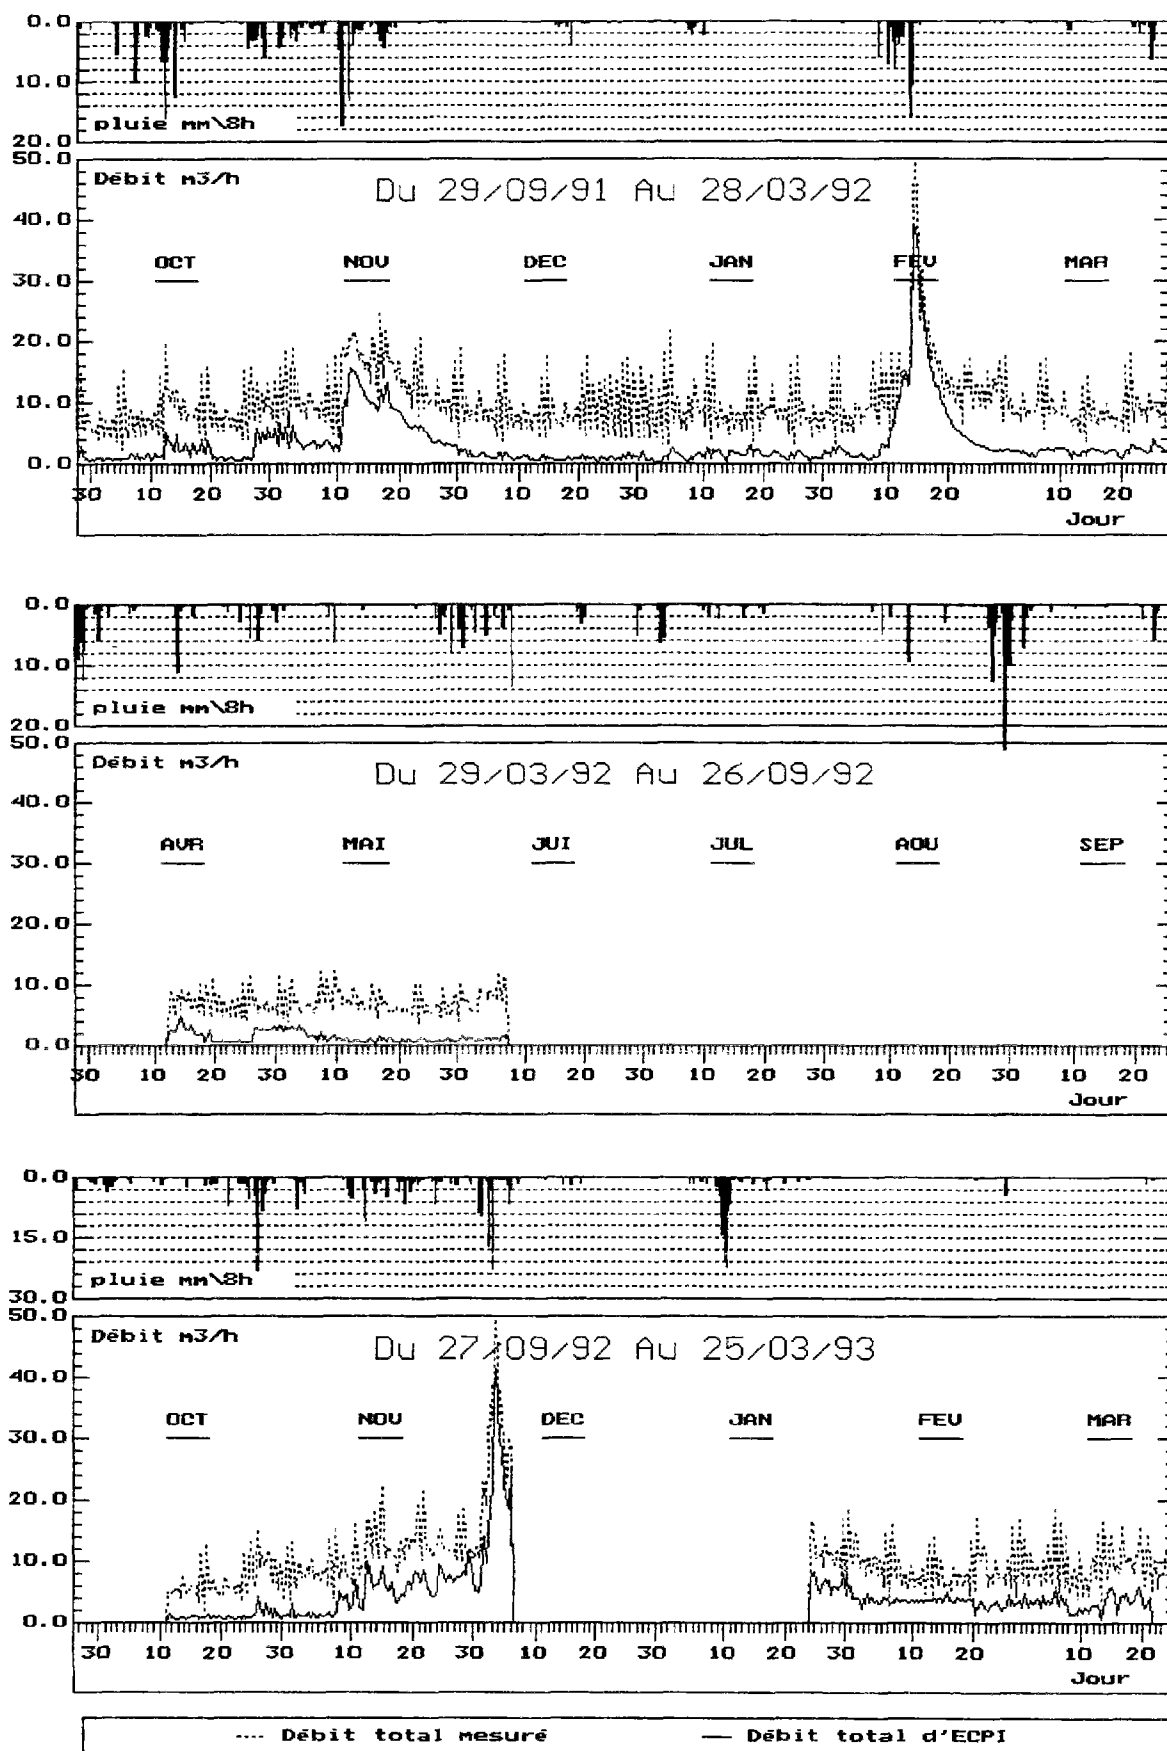 0.0
10.0
pluie mm\8h
20.0
50.0
Débit m3/h
Du 29/09/91 Au 28/03/92
40.0
OCT NOV DEC JAN FEV MAR
30.0
20.0
10.0
0.0
30 10 20 30 10 20 30 10 20 30 10 20 30 10 20 10 20
Jour
0.0
10.0
pluie mm\8h
20.0
50.0
Débit m3/h
Du 29/03/92 Au 26/09/92
40.0
AVR MAI JUI JUL AOU SEP
30.0
20.0
10.0
0.0
30 10 20 30 10 20 30 10 20 30 10 20 30 10 20 30 10 20
Jour
0.0
15.0
pluie mm\8h
30.0
50.0
Débit m3/h
Du 27/09/92 Au 25/03/93
40.0
OCT NOV DEC JAN FEV MAR
30.0
20.0
10.0
0.0
30 10 20 30 10 20 30 10 20 30 10 20 30 10 20 10 20
Jour
---- Débit total mesuré — Débit total d'ECPI